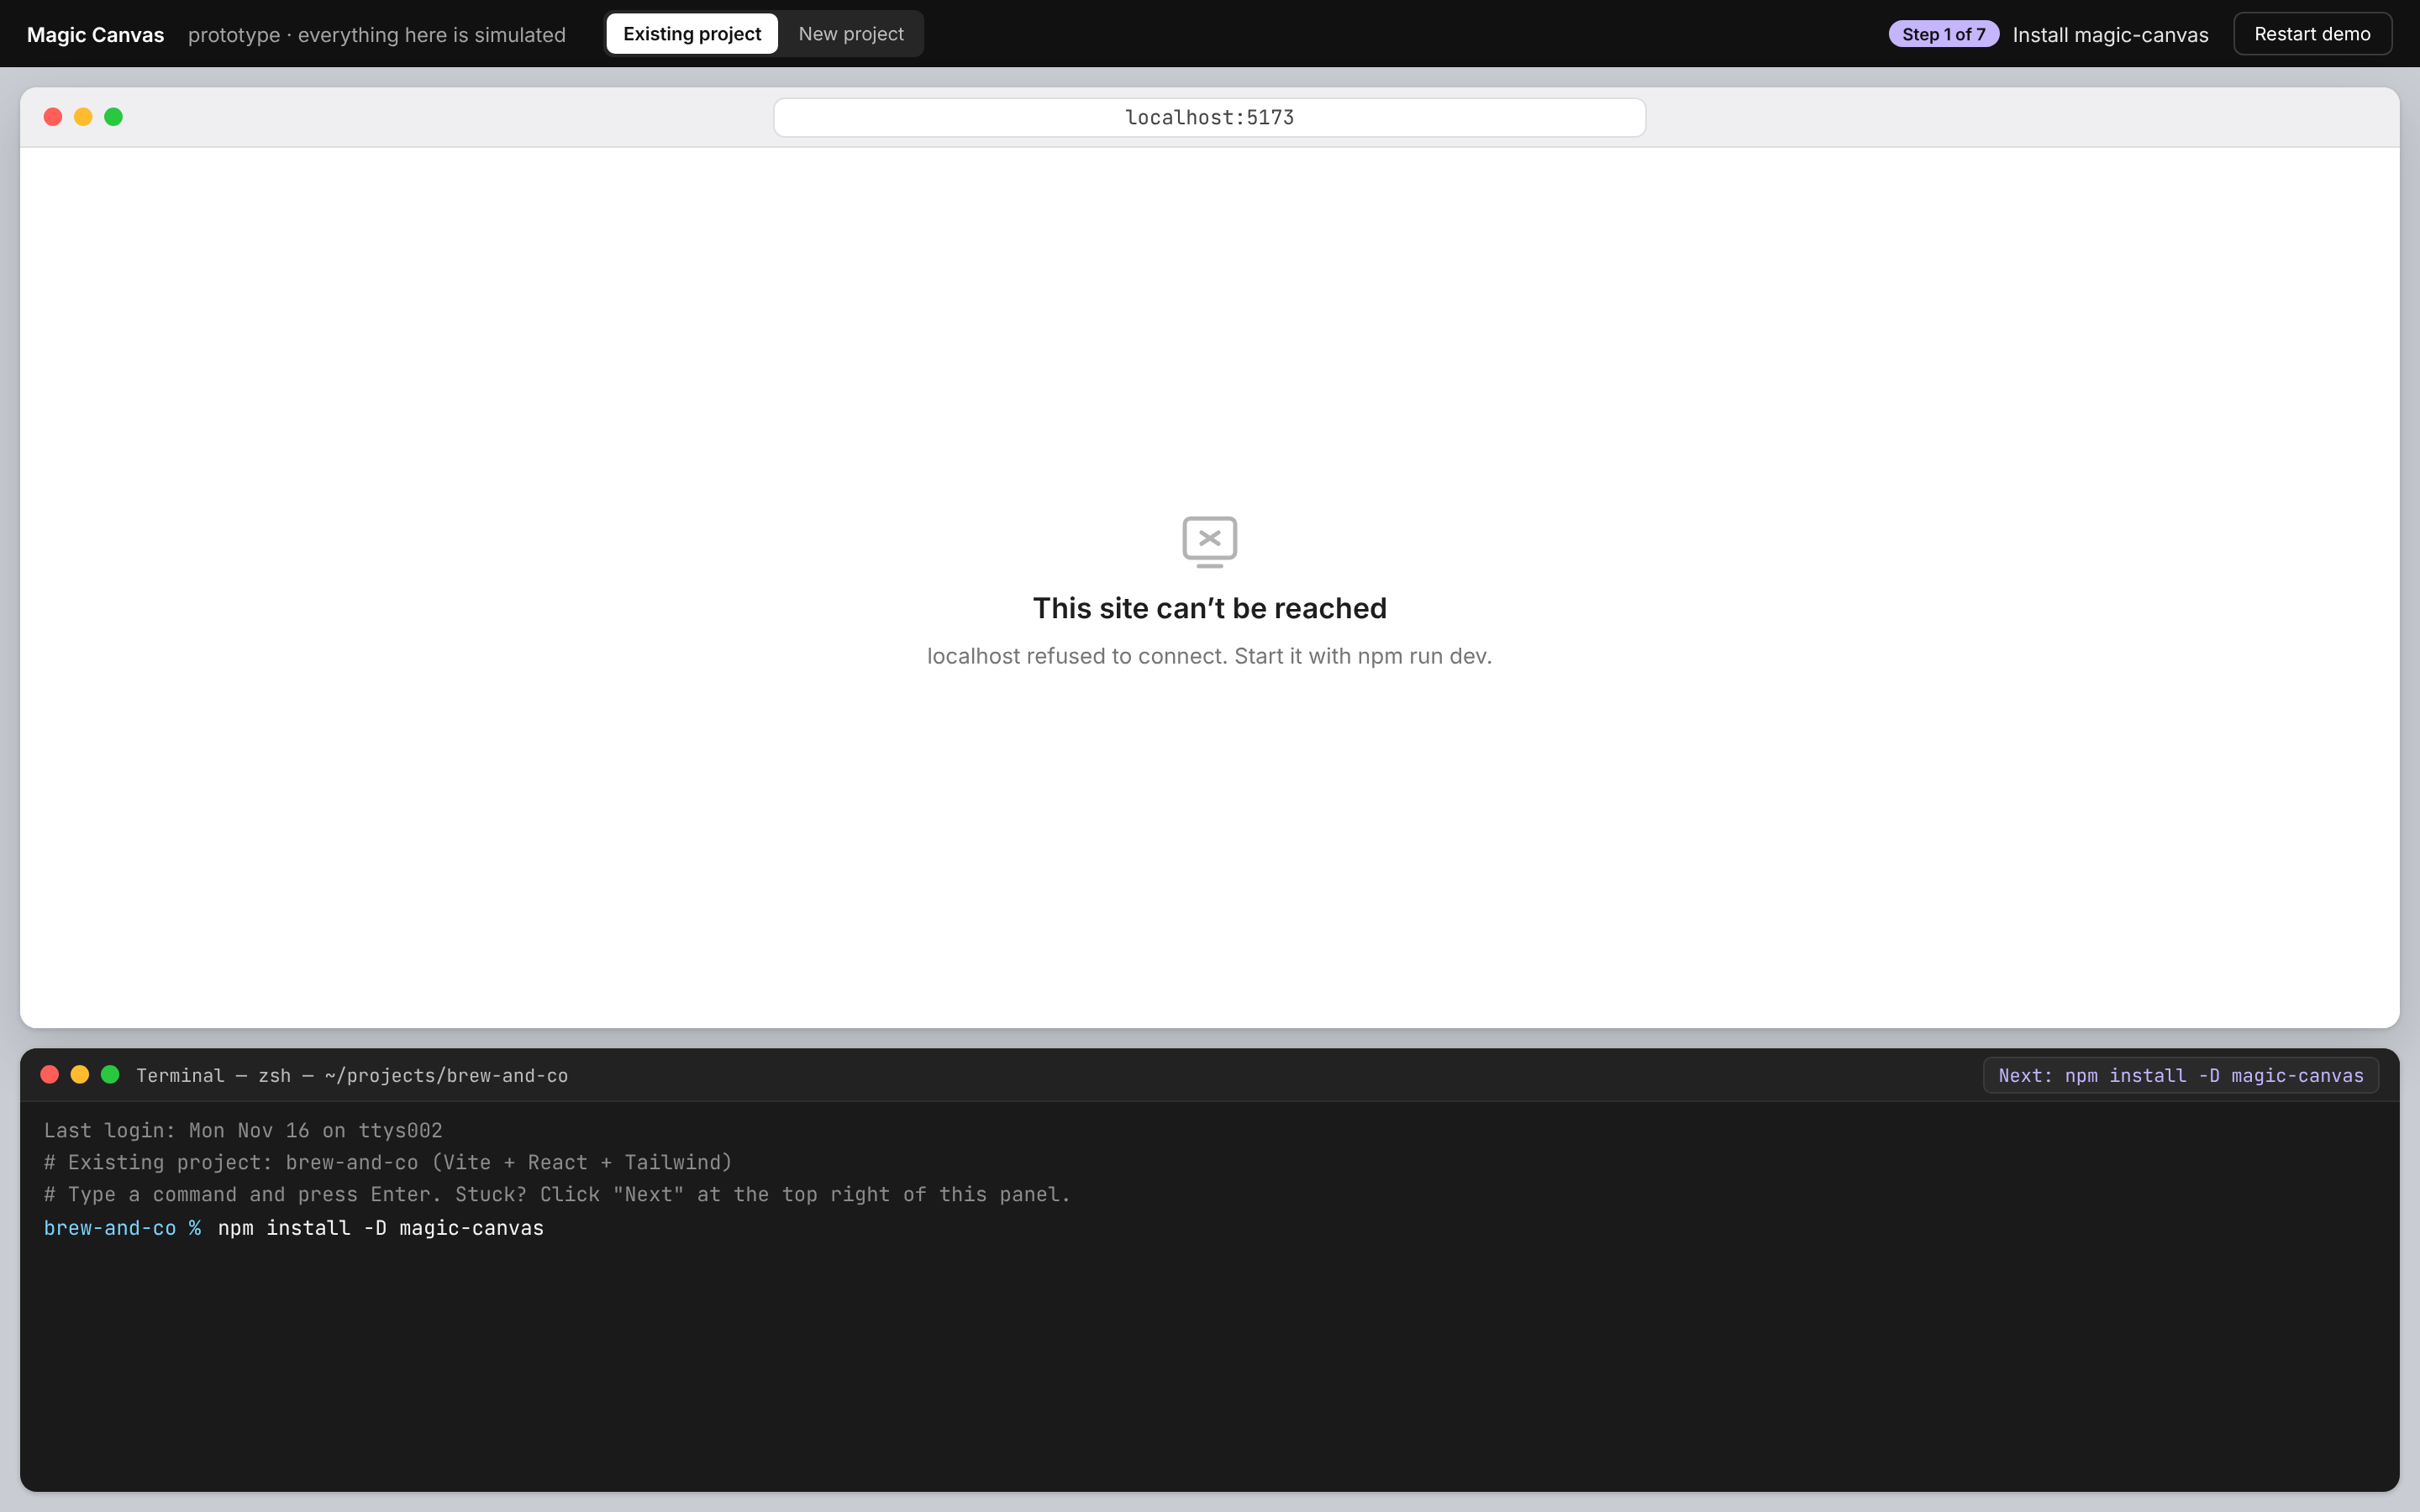 Magic Canvas prototype · everything here is simulated Existing project New project Step 1 of 7 Install magic-canvas Restart demo
localhost:5173
This site can’t be reached
localhost refused to connect. Start it with npm run dev.
Terminal — zsh — ~/projects/brew-and-co Next: npm install -D magic-canvas
Last login: Mon Nov 16 on ttys002
# Existing project: brew-and-co (Vite + React + Tailwind)
# Type a command and press Enter. Stuck? Click "Next" at the top right of this panel.
brew-and-co % npm install -D magic-canvas